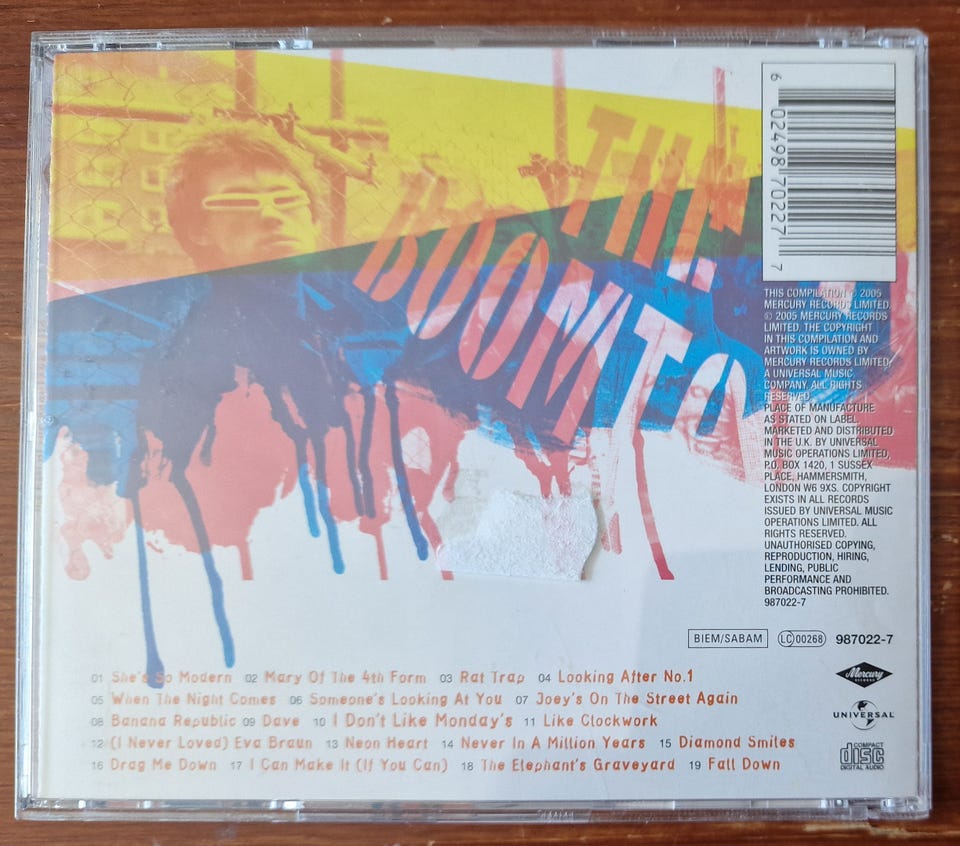 THE
BOOMTO
6 02498 70227 7
THIS COMPILATION ℗ 2005
MERCURY RECORDS LIMITED.
© 2005 MERCURY RECORDS
LIMITED. THE COPYRIGHT
IN THIS COMPILATION AND
ARTWORK IS OWNED BY
MERCURY RECORDS LIMITED
A UNIVERSAL MUSIC
COMPANY. ALL RIGHTS
RESERVED
PLACE OF MANUFACTURE
AS STATED ON LABEL
MARKETED AND DISTRIBUTED
IN THE U.K. BY UNIVERSAL
MUSIC OPERATIONS LIMITED,
P.O. BOX 1420, 1 SUSSEX
PLACE, HAMMERSMITH,
LONDON W6 9XS. COPYRIGHT
EXISTS IN ALL RECORDS
ISSUED BY UNIVERSAL MUSIC
OPERATIONS LIMITED. ALL
RIGHTS RESERVED.
UNAUTHORISED COPYING,
REPRODUCTION, HIRING,
LENDING, PUBLIC
PERFORMANCE AND
BROADCASTING PROHIBITED.
987022-7
BIEM/SABAM LC00268 987022-7
01 She's So Modern 02 Mary Of The 4th Form 03 Rat Trap 04 Looking After No.1
05 When The Night Comes 06 Someone's Looking At You 07 Joey's On The Street Again
08 Banana Republic 09 Dave 10 I Don't Like Monday's 11 Like Clockwork
12 (I Never Loved) Eva Braun 13 Neon Heart 14 Never In A Million Years 15 Diamond Smiles
16 Drag Me Down 17 I Can Make It (If You Can) 18 The Elephant's Graveyard 19 Fall Down
Mercury
RECORDS
UNIVERSAL
COMPACT
disc
DIGITAL AUDIO